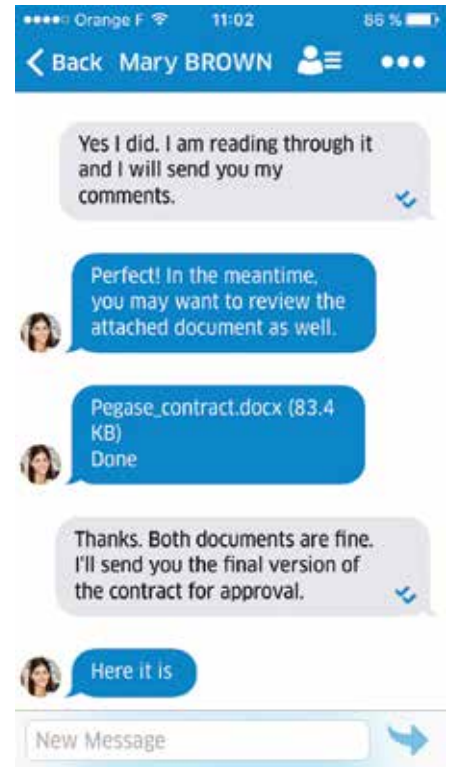 Orange F 11:02 86 %
Back Mary BROWN
Yes I did. I am reading through it
and I will send you my
comments.
Perfect! In the meantime,
you may want to review the
attached document as well.
Pegase_contract.docx (83.4
KB)
Done
Thanks. Both documents are fine.
I'll send you the final version of
the contract for approval.
Here it is
New Message